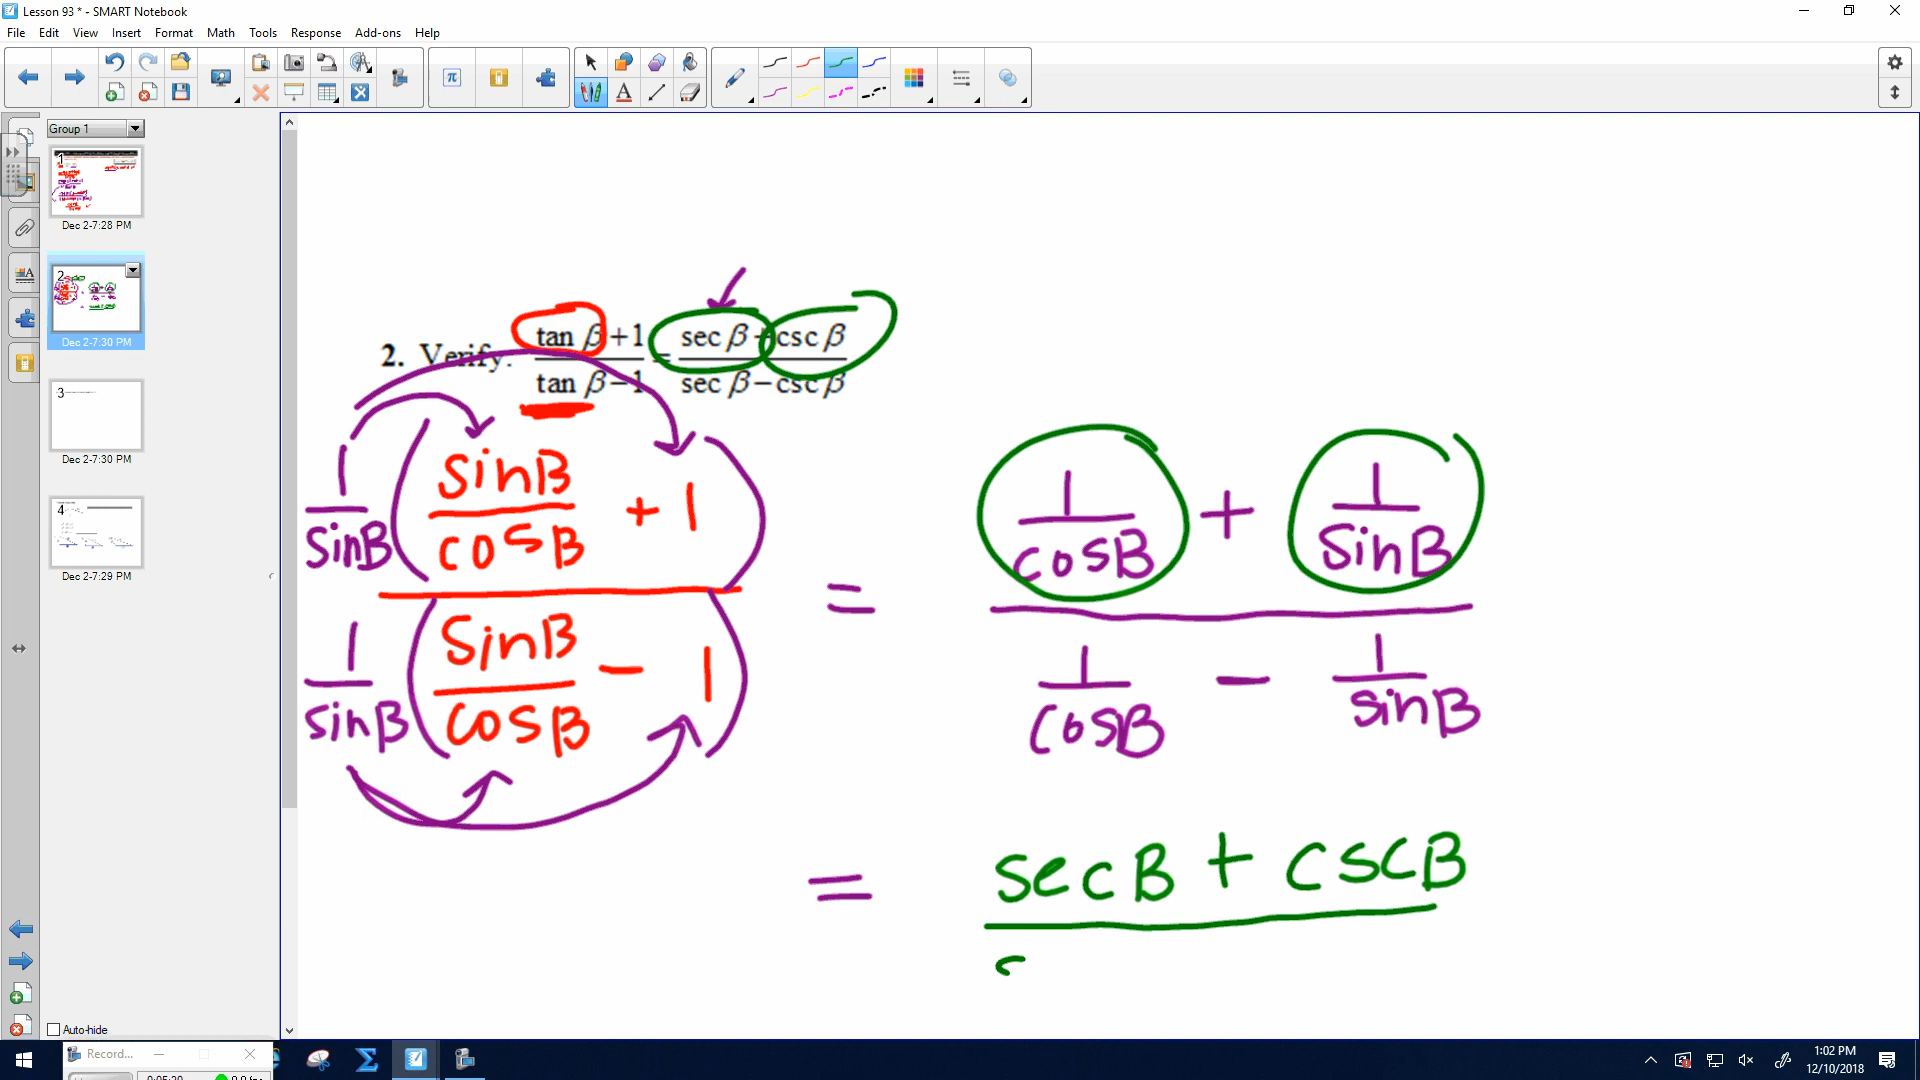 Lesson 93 * - SMART Notebook
File Edit View Insert Format Math Tools Response Add-ons Help
Group 1
1
Dec 2-7:28 PM
2
Dec 2-7:30 PM
3
Dec 2-7:30 PM
4
Dec 2-7:29 PM
Auto-hide
2. Verify: tan β + 1 / tan β − 1 = sec β + csc β / sec β − csc β
1/sinB ( sinB/cosB + 1 )
1/sinB ( sinB/cosB − 1 )
= 1/cosB + 1/sinB
1/cosB − 1/sinB
= secB + cscB
Record...
1:02 PM
12/10/2018